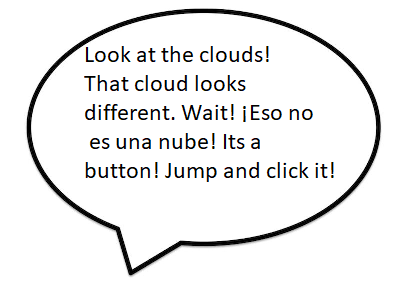 Look at the clouds!
That cloud looks
different. Wait! ¡Eso no
es una nube! Its a
button! Jump and click it!